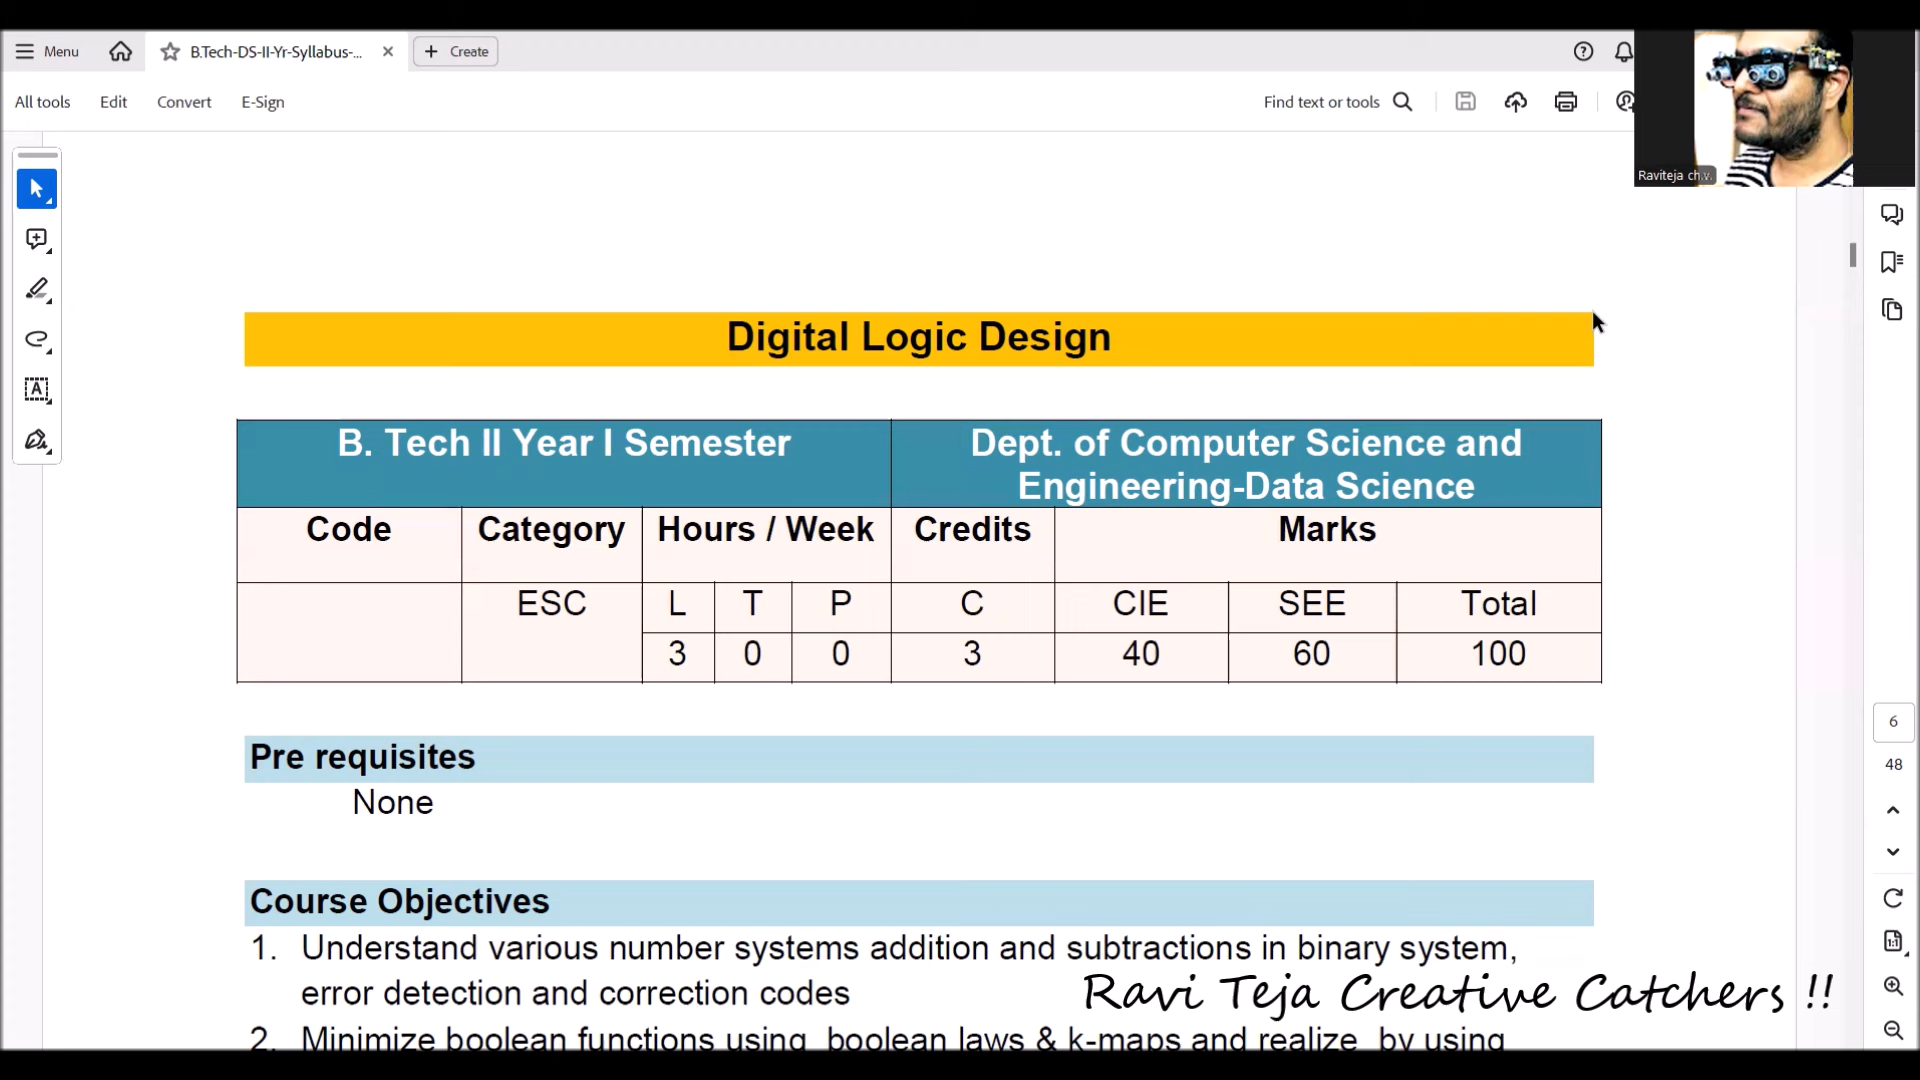 Menu
B.Tech-DS-II-Yr-Syllabus-...
Create
All tools
Edit
Convert
E-Sign
Find text or tools
Raviteja ch.v.
Digital Logic Design
B. Tech II Year I Semester
Dept. of Computer Science and
Engineering-Data Science
Code
Category
Hours / Week
Credits
Marks
ESC
L
T
P
C
CIE
SEE
Total
3
0
0
3
40
60
100
Pre requisites
None
Course Objectives
1. Understand various number systems addition and subtractions in binary system,
error detection and correction codes
2. Minimize boolean functions using boolean laws & k-maps and realize by using
Ravi Teja Creative Catchers !!
6
48